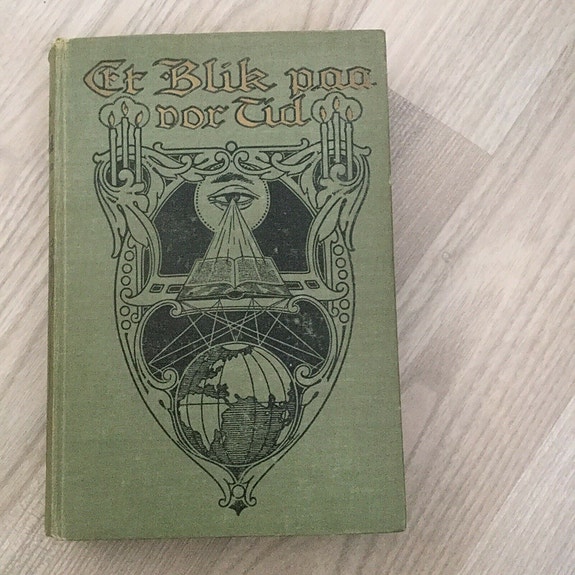 Et Blik paa
vor Tid